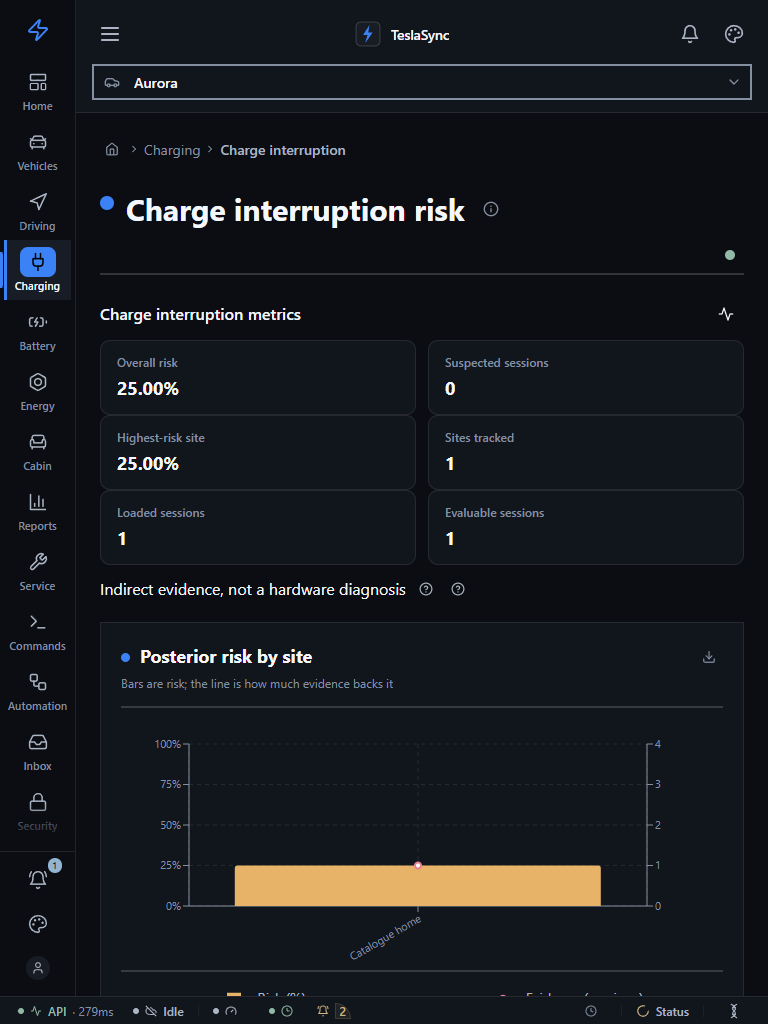 TeslaSync
Aurora
Home
Vehicles
Driving
Charging
Battery
Energy
Cabin
Reports
Service
Commands
Automation
Inbox
Security
1
Charging
Charge interruption
Charge interruption risk
Charge interruption metrics
Overall risk
25.00%
Suspected sessions
0
Highest-risk site
25.00%
Sites tracked
1
Loaded sessions
1
Evaluable sessions
1
Indirect evidence, not a hardware diagnosis
Posterior risk by site
Bars are risk; the line is how much evidence backs it
100%
75%
50%
25%
0%
4
3
2
1
0
Catalogue home
Risk (%)
API · 279ms
Idle
2
Status